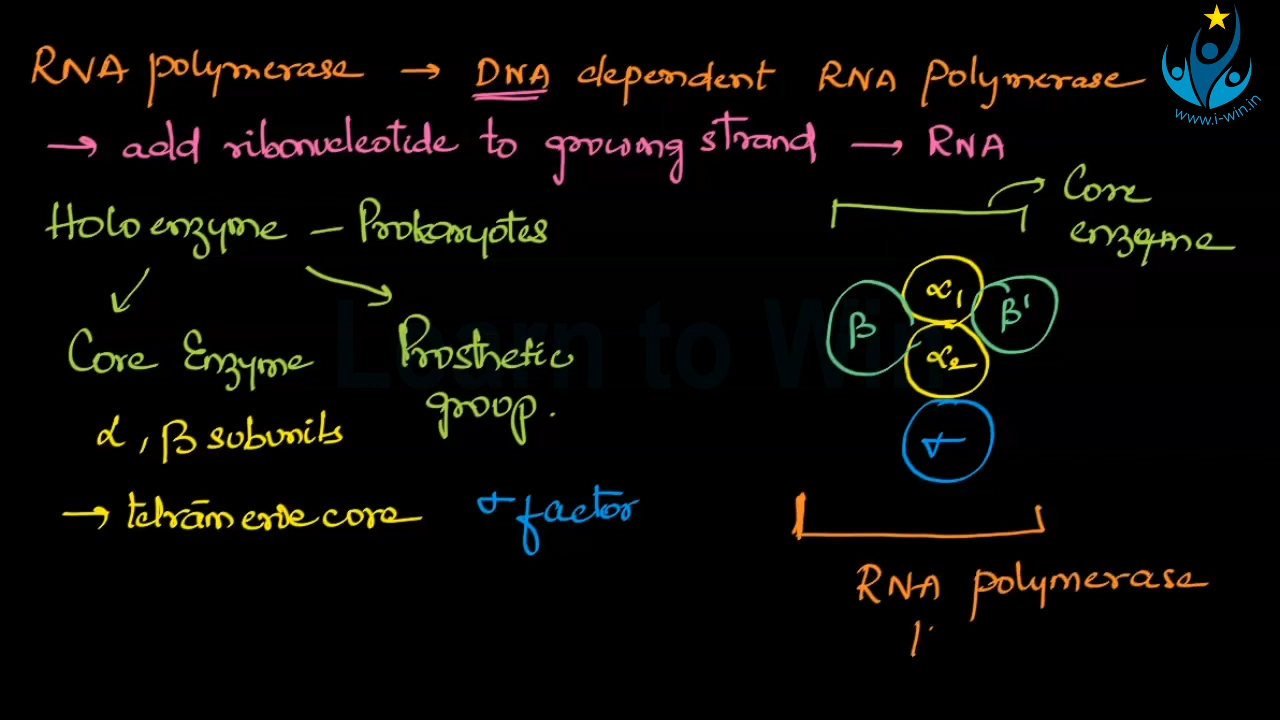 RNA polymerase → DNA dependent RNA Polymerase
www.i-win.in
→ add ribonucleotide to growing strand → RNA
Holoenzyme – Prokaryotes
Core
enzyme
Core Enzyme
Prosthetic
group.
α, β subunits
→ tetrameric core
σ factor
α1
β
β'
α2
σ
RNA polymerase
Learn to Win